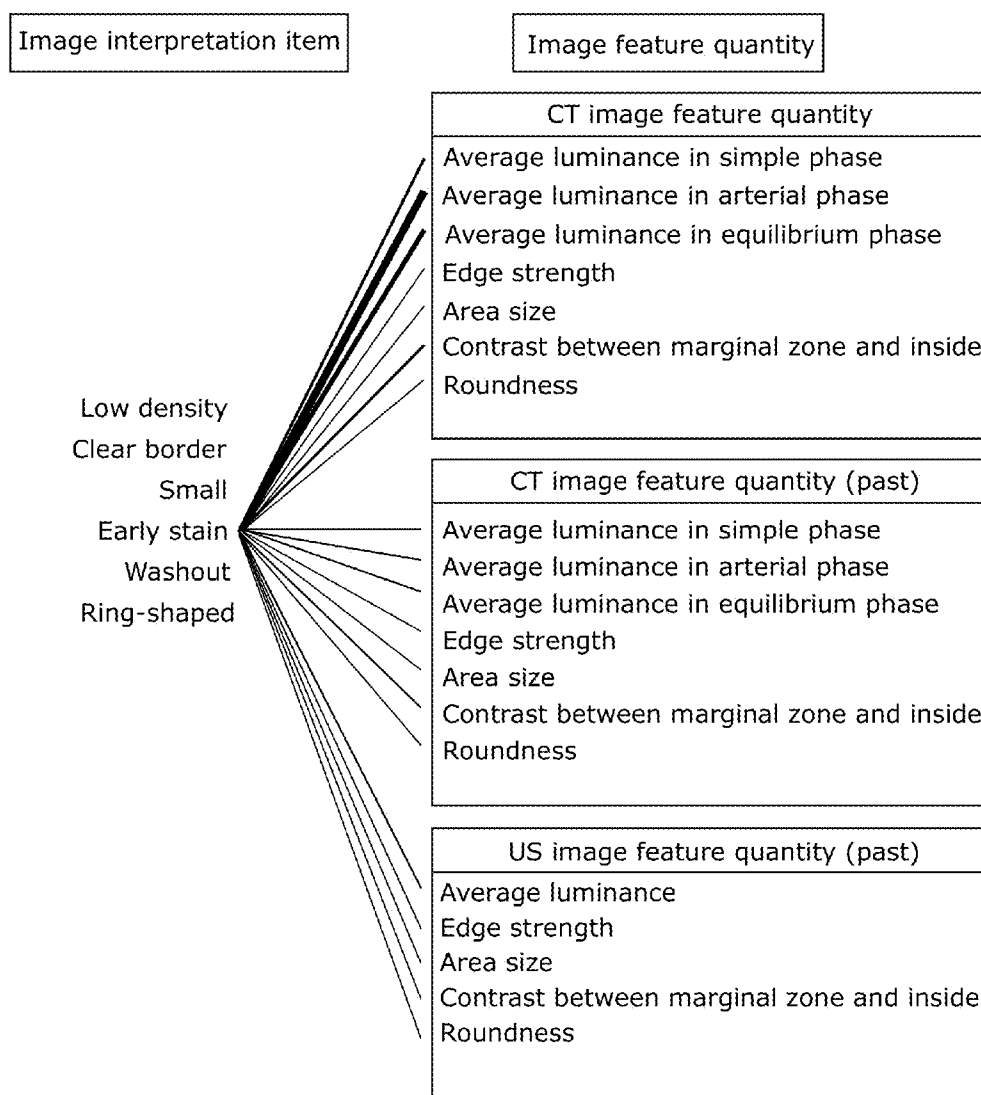 Image interpretation item
Image feature quantity
CT image feature quantity
Average luminance in simple phase
Average luminance in arterial phase
Average luminance in equilibrium phase
Edge strength
Area size
Contrast between marginal zone and inside
Roundness
Low density
Clear border
Small
Early stain
Washout
Ring-shaped
CT image feature quantity (past)
Average luminance in simple phase
Average luminance in arterial phase
Average luminance in equilibrium phase
Edge strength
Area size
Contrast between marginal zone and inside
Roundness
US image feature quantity (past)
Average luminance
Edge strength
Area size
Contrast between marginal zone and inside
Roundness